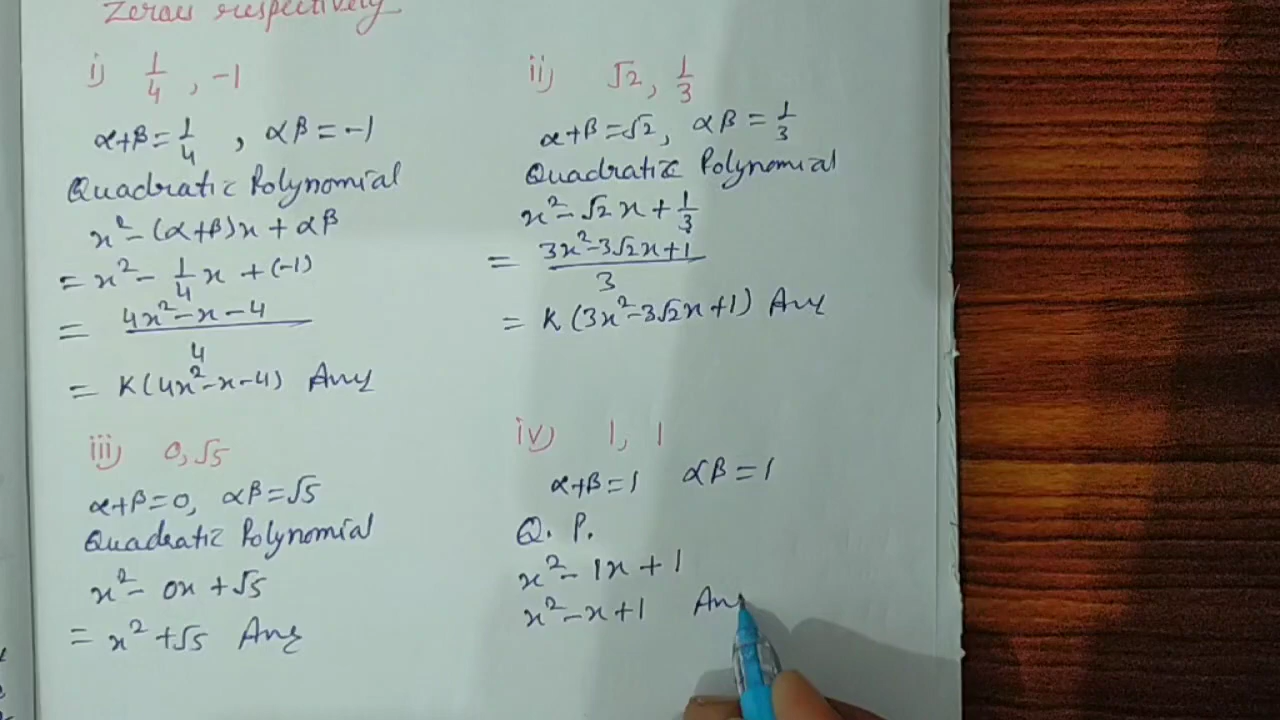 Zeroes respectively
i) 1/4 , -1
α+β = 1/4 , αβ = -1
Quadratic Polynomial
x² - (α+β)x + αβ
= x² - 1/4 x + (-1)
= 4x² - x - 4 / 4
= K(4x² - x - 4) Ans
ii) √2, 1/3
α+β = √2, αβ = 1/3
Quadratic Polynomial
x² - √2x + 1/3
= 3x² - 3√2x + 1 / 3
= K(3x² - 3√2x + 1) Ans
iii) 0, √5
α+β = 0, αβ = √5
Quadratic Polynomial
x² - 0x + √5
= x² + √5 Ans
iv) 1, 1
α+β = 1 αβ = 1
Q. P.
x² - 1x + 1
x² - x + 1 Ans